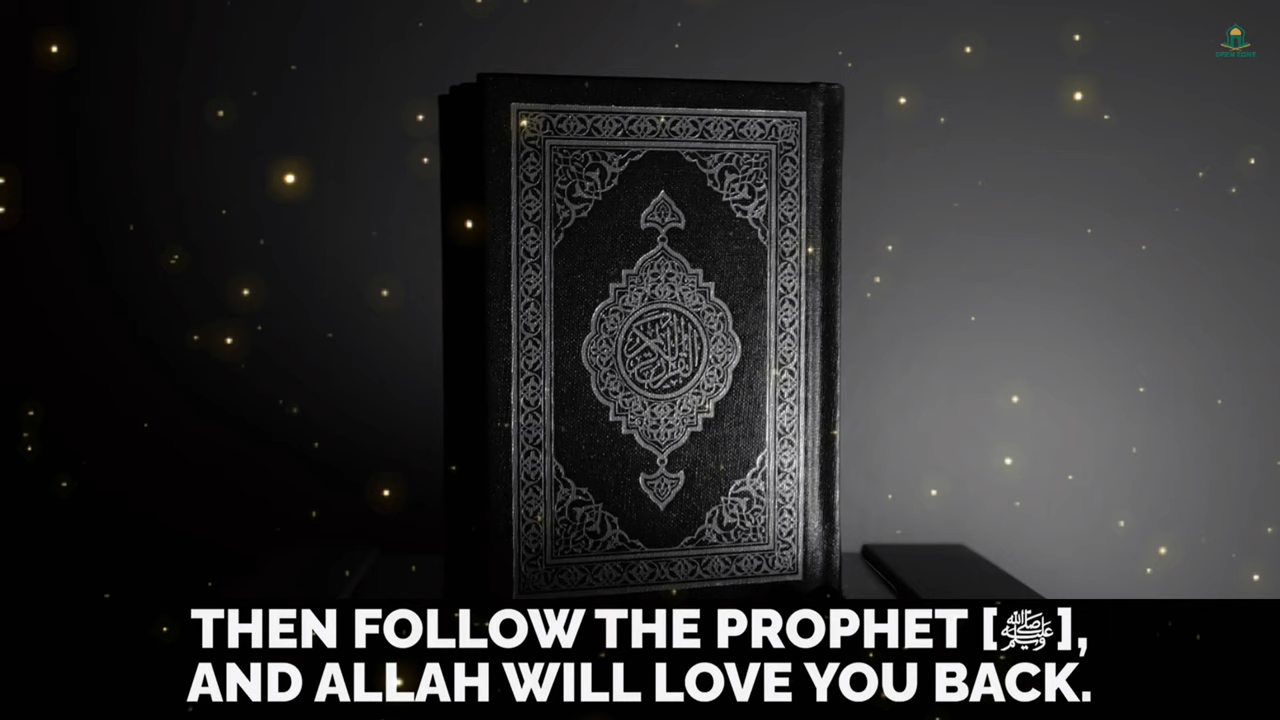 THEN FOLLOW THE PROPHET [ﷺ],
AND ALLAH WILL LOVE YOU BACK.